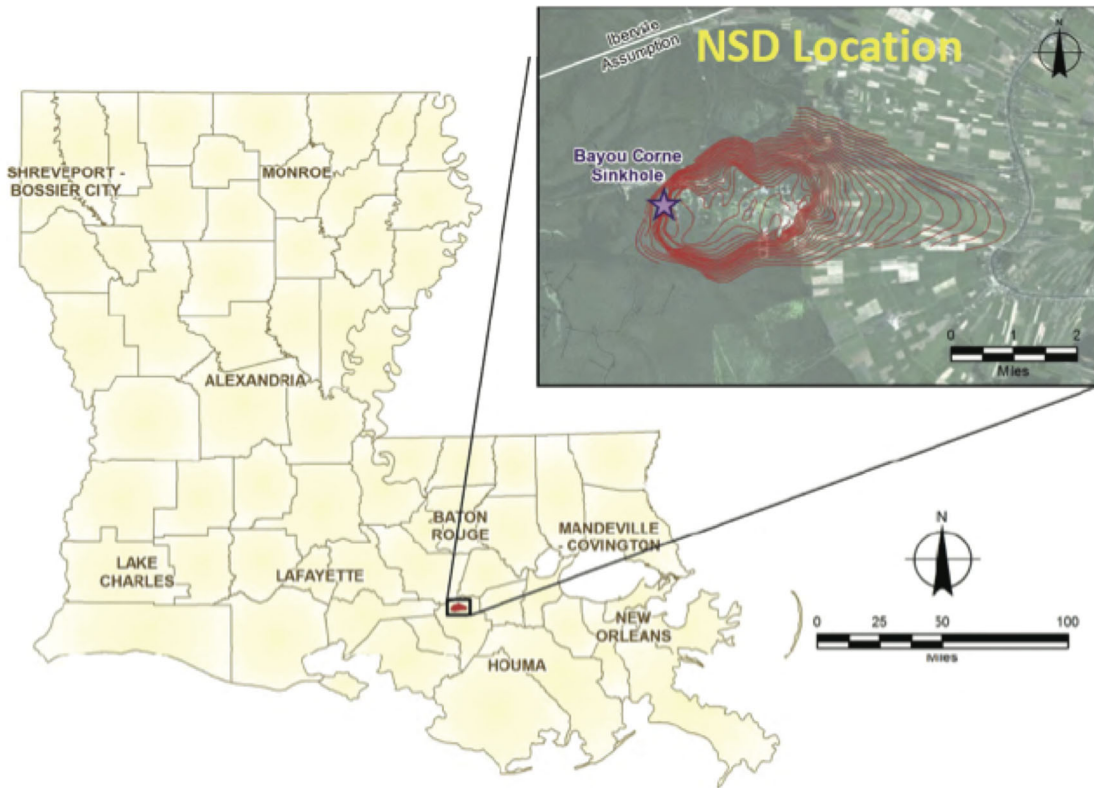 NSD Location
Iberville
Assumption
N
Bayou Corne
Sinkhole
0 1 2
Miles
SHREVEPORT -
BOSSIER CITY
MONROE
ALEXANDRIA
BATON
ROUGE
MANDEVILLE
- COVINGTON
N
LAKE
CHARLES
LAFAYETTE
NEW
ORLEANS
HOUMA
0 25 50 100
Miles